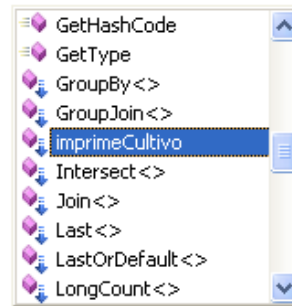 GetHashCode
GetType
GroupBy<>
GroupJoin<>
imprimeCultivo
Intersect<>
Join<>
Last<>
LastOrDefault<>
LongCount<>